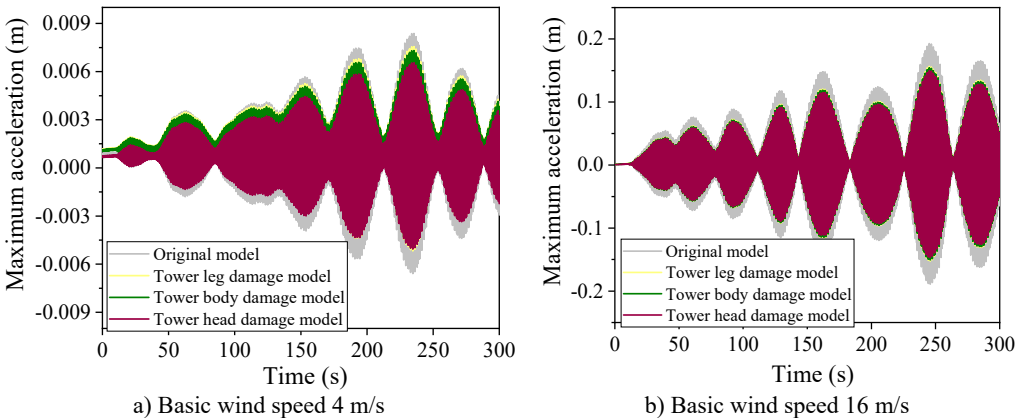 Maximum acceleration (m)
0.009
0.006
0.003
0.000
-0.003
-0.006
-0.009
Original model
Tower leg damage model
Tower body damage model
Tower head damage model
0 50 100 150 200 250 300
Time (s)
a) Basic wind speed 4 m/s
Maximum acceleration (m)
0.2
0.1
0.0
-0.1
-0.2
Original model
Tower leg damage model
Tower body damage model
Tower head damage model
0 50 100 150 200 250 300
Time (s)
b) Basic wind speed 16 m/s